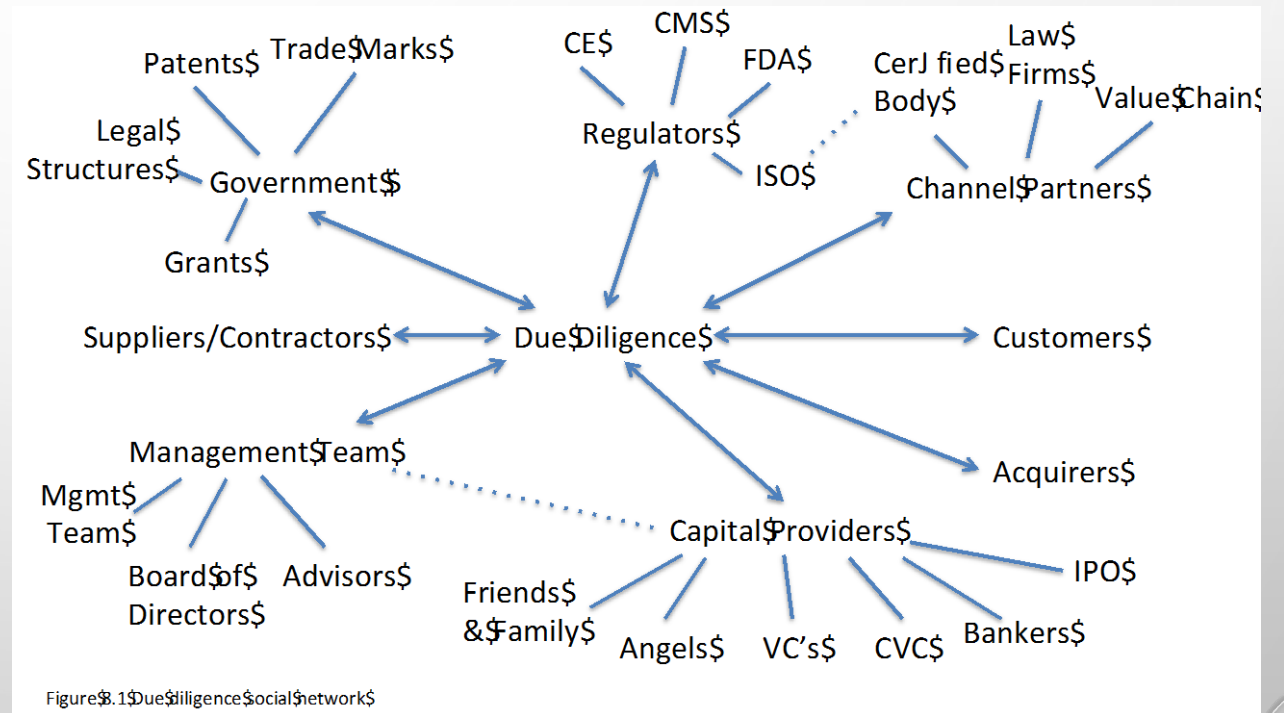 Patents$
Trade$Marks$
Legal$
Structures$
Government$$
Grants$
CE$
CMS$
FDA$
Regulators$
ISO$
CerJ fied$
Body$
Law$
Firms$
Value$Chain$
Channel$Partners$
Suppliers/Contractors$
Due$Diligence$
Customers$
Management$Team$
Mgmt$
Team$
Board$of$
Directors$
Advisors$
Acquirers$
Capital$Providers$
Friends$
&$Family$
Angels$
VC's$
CVC$
Bankers$
IPO$
Figure$8.1$Due$diligence$social$network$